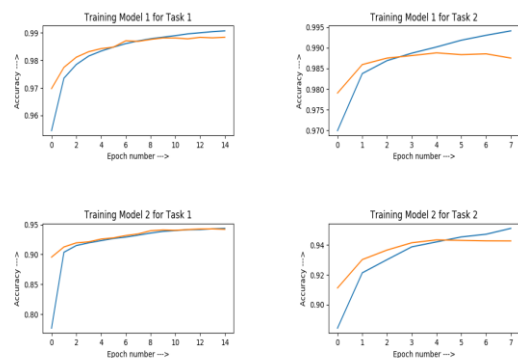 Training Model 1 for Task 1
Accuracy --->
0.99
0.98
0.97
0.96
0 2 4 6 8 10 12 14
Epoch number --->
Training Model 1 for Task 2
Accuracy --->
0.995
0.990
0.985
0.980
0.975
0.970
0 1 2 3 4 5 6 7
Epoch number --->
Training Model 2 for Task 1
Accuracy --->
0.95
0.90
0.85
0.80
0 2 4 6 8 10 12 14
Epoch number --->
Training Model 2 for Task 2
Accuracy --->
0.94
0.92
0.90
0 1 2 3 4 5 6 7
Epoch number --->